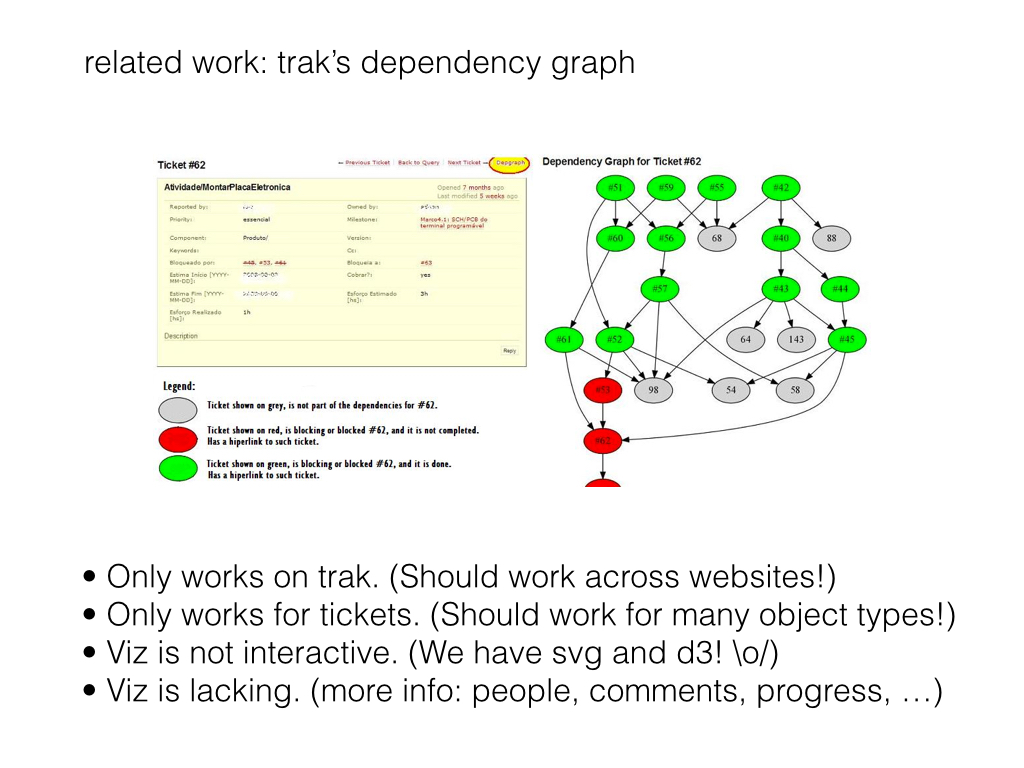 related work: trak’s dependency graph
Ticket #62
← Previous Ticket | Back to Query | Next Ticket → Depgraph
Atividade/MontarPlacaEletronica
Opened 7 months ago
Last modified 5 weeks ago
Reported by:
Owned by:
Priority: essencial
Milestone: Marco4.1: SCH/PCB do
terminal programável
Component: Produto/
Version:
Keywords:
Cc:
Bloqueado por: #53, #61
Bloqueia a: #63
Estima Início [YYYY-
MM-DD]:
Cobrar?: yes
Estima Fim [YYYY-
MM-DD]:
Esforço Estimado
[hs]: 3h
Esforço Realizado
[hs]: 1h
Description
Reply
Legend:
Ticket shown on grey, is not part of the dependencies for #62.
Ticket shown on red, is blocking or blocked #62, and it is not completed.
Has a hiperlink to such ticket.
Ticket shown on green, is blocking or blocked #62, and it is done.
Has a hiperlink to such ticket.
Dependency Graph for Ticket #62
#51 #59 #55 #42
#60 #56 68 #40 88
#57 #43 #44
#61 #52 64 143 #45
#53 98 54 58
#62
• Only works on trak. (Should work across websites!)
• Only works for tickets. (Should work for many object types!)
• Viz is not interactive. (We have svg and d3! \o/)
• Viz is lacking. (more info: people, comments, progress, …)